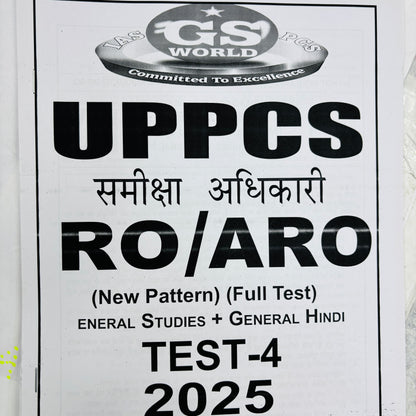 IAS GS PCS
WORLD
Committed To Excellence
UPPCS
समीक्षा अधिकारी
RO/ARO
(New Pattern) (Full Test)
ENERAL STUDIES + GENERAL HINDI
TEST-4
2025